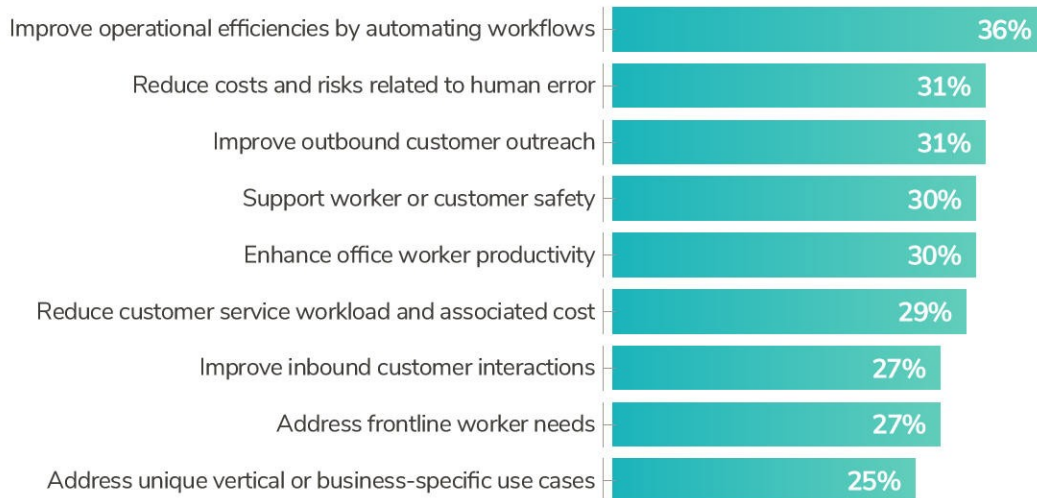 Improve operational efficiencies by automating workflows 36%
Reduce costs and risks related to human error 31%
Improve outbound customer outreach 31%
Support worker or customer safety 30%
Enhance office worker productivity 30%
Reduce customer service workload and associated cost 29%
Improve inbound customer interactions 27%
Address frontline worker needs 27%
Address unique vertical or business-specific use cases 25%